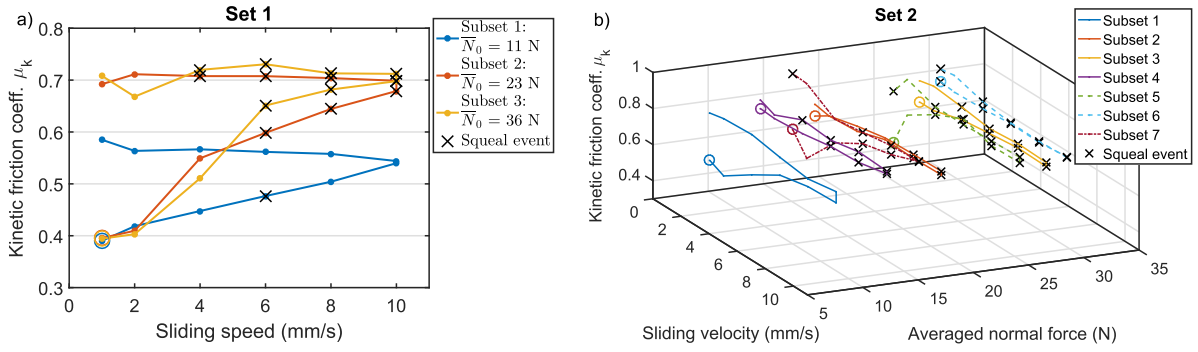 a)
Set 1
Kinetic friction coeff. μk
0.8
0.7
0.6
0.5
0.4
0.3
0
2
4
6
8
10
Sliding speed (mm/s)
Subset 1:
N̅0 = 11 N
Subset 2:
N̅0 = 23 N
Subset 3:
N̅0 = 36 N
Squeal event
b)
Set 2
Kinetic friction coeff. μk
1
0.8
0.6
0.4
0
2
4
6
8
10
Sliding velocity (mm/s)
5
10
15
20
25
30
35
Averaged normal force (N)
Subset 1
Subset 2
Subset 3
Subset 4
Subset 5
Subset 6
Subset 7
Squeal event